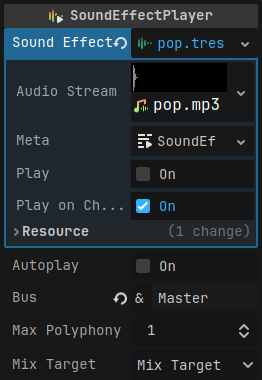 SoundEffectPlayer
Sound Effect pop.tres
Audio Stream
pop.mp3
Meta SoundEf
Play On
Play on Ch... On
Resource (1 change)
Autoplay On
Bus & Master
Max Polyphony 1
Mix Target Mix Target